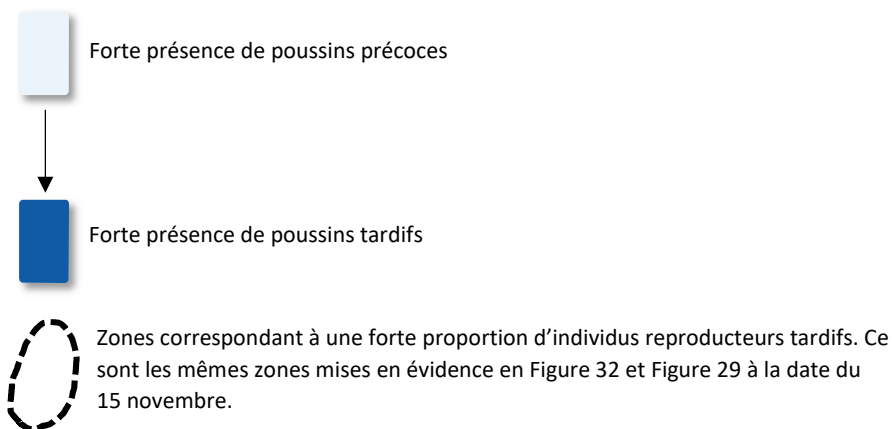 Forte présence de poussins précoces
Forte présence de poussins tardifs
Zones correspondant à une forte proportion d’individus reproducteurs tardifs. Ce
sont les mêmes zones mises en évidence en Figure 32 et Figure 29 à la date du
15 novembre.